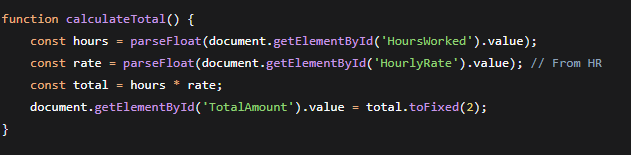 function calculateTotal() {
const hours = parseFloat(document.getElementById('HoursWorked').value);
const rate = parseFloat(document.getElementById('HourlyRate').value); // From HR
const total = hours * rate;
document.getElementById('TotalAmount').value = total.toFixed(2);
}